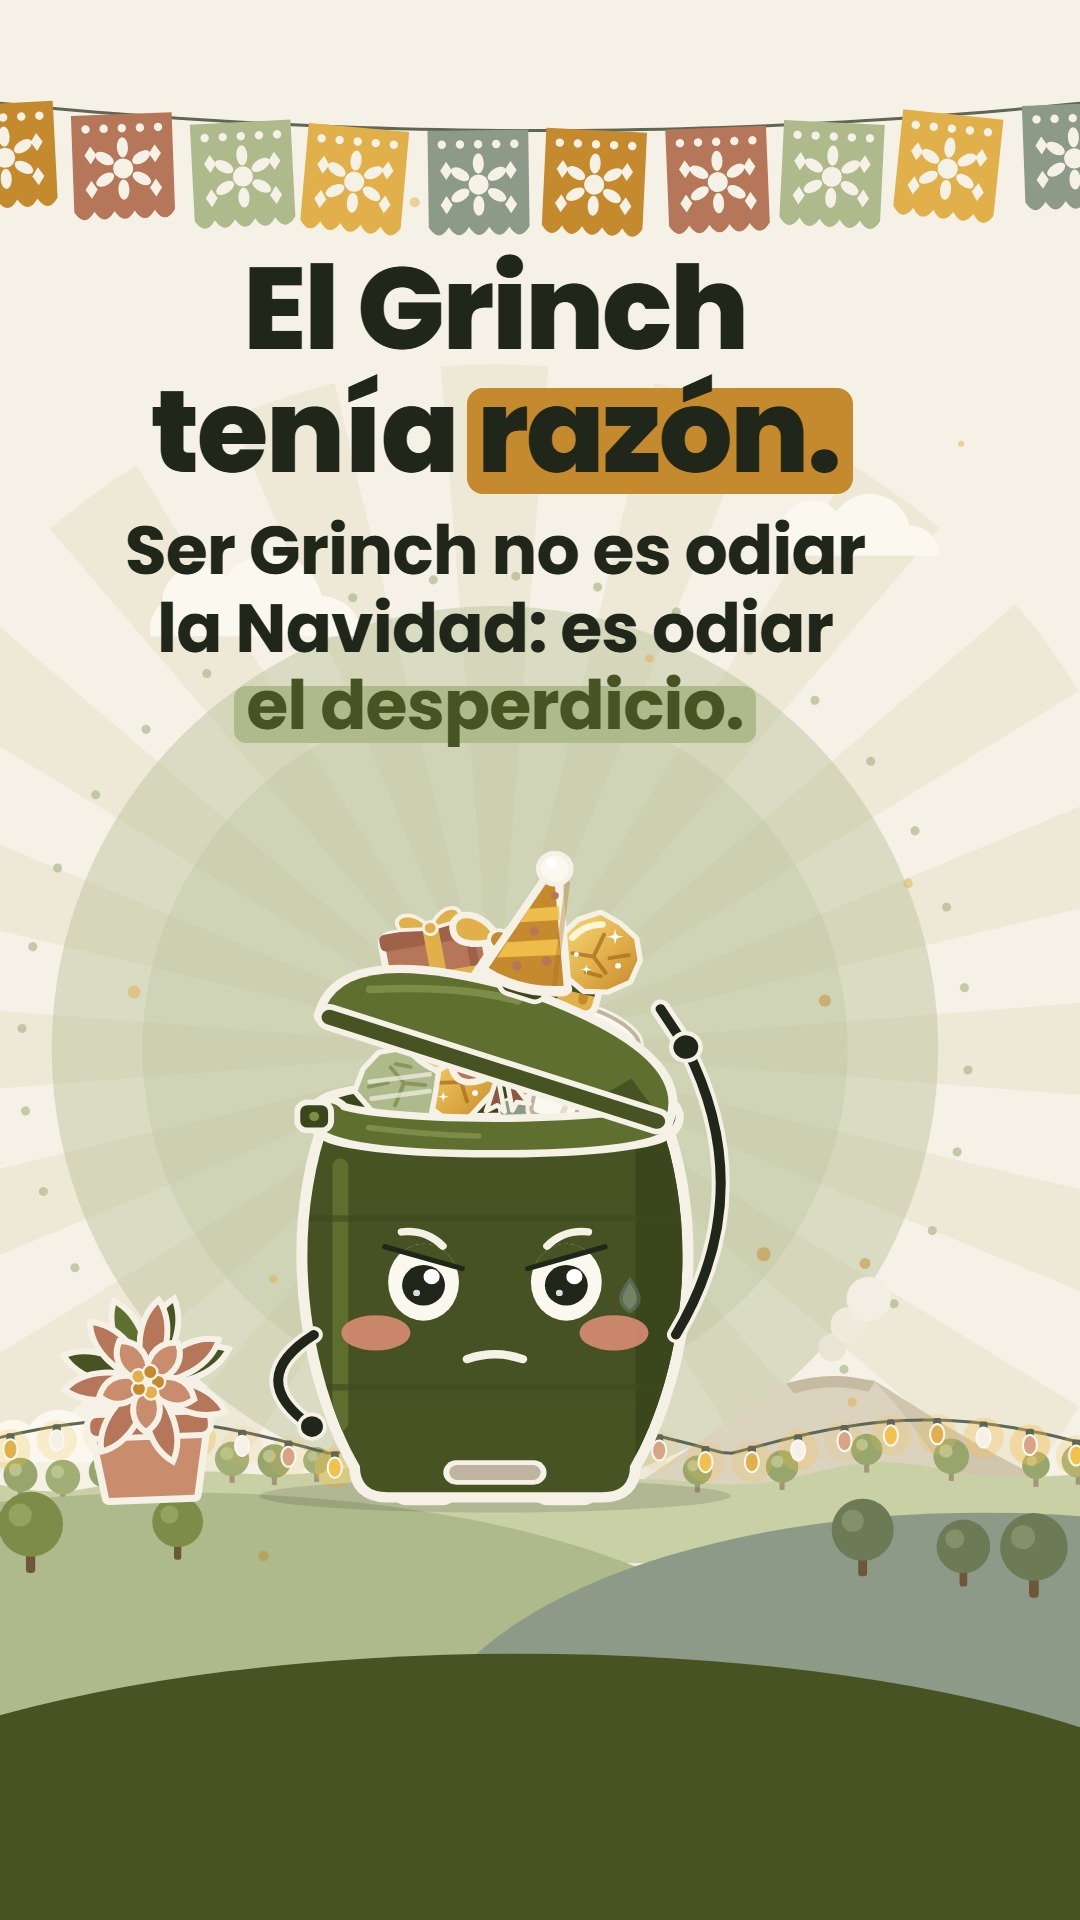 El Grinch
tenía razón.
Ser Grinch no es odiar
la Navidad: es odiar
el desperdicio.